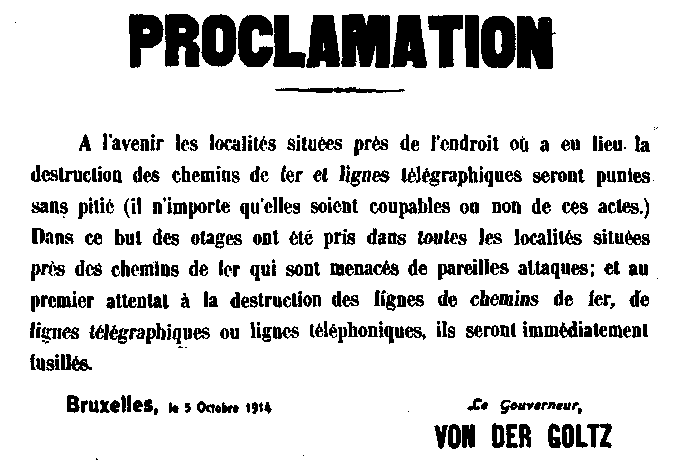 PROCLAMATION
A l'avenir les localités situées près de l'endroit où a eu lieu la
destruction des chemins de fer et lignes télégraphiques seront punies
sans pitié (il n'importe qu'elles soient coupables ou non de ces actes.)
Dans ce but des otages ont été pris dans toutes les localités situées
près des chemins de fer qui sont menacés de pareilles attaques; et au
premier attentat à la destruction des lignes de chemins de fer, de
lignes télégraphiques ou lignes téléphoniques, ils seront immédiatement
fusillés.
Bruxelles, le 5 Octobre 1914
Le Gouverneur,
VON DER GOLTZ